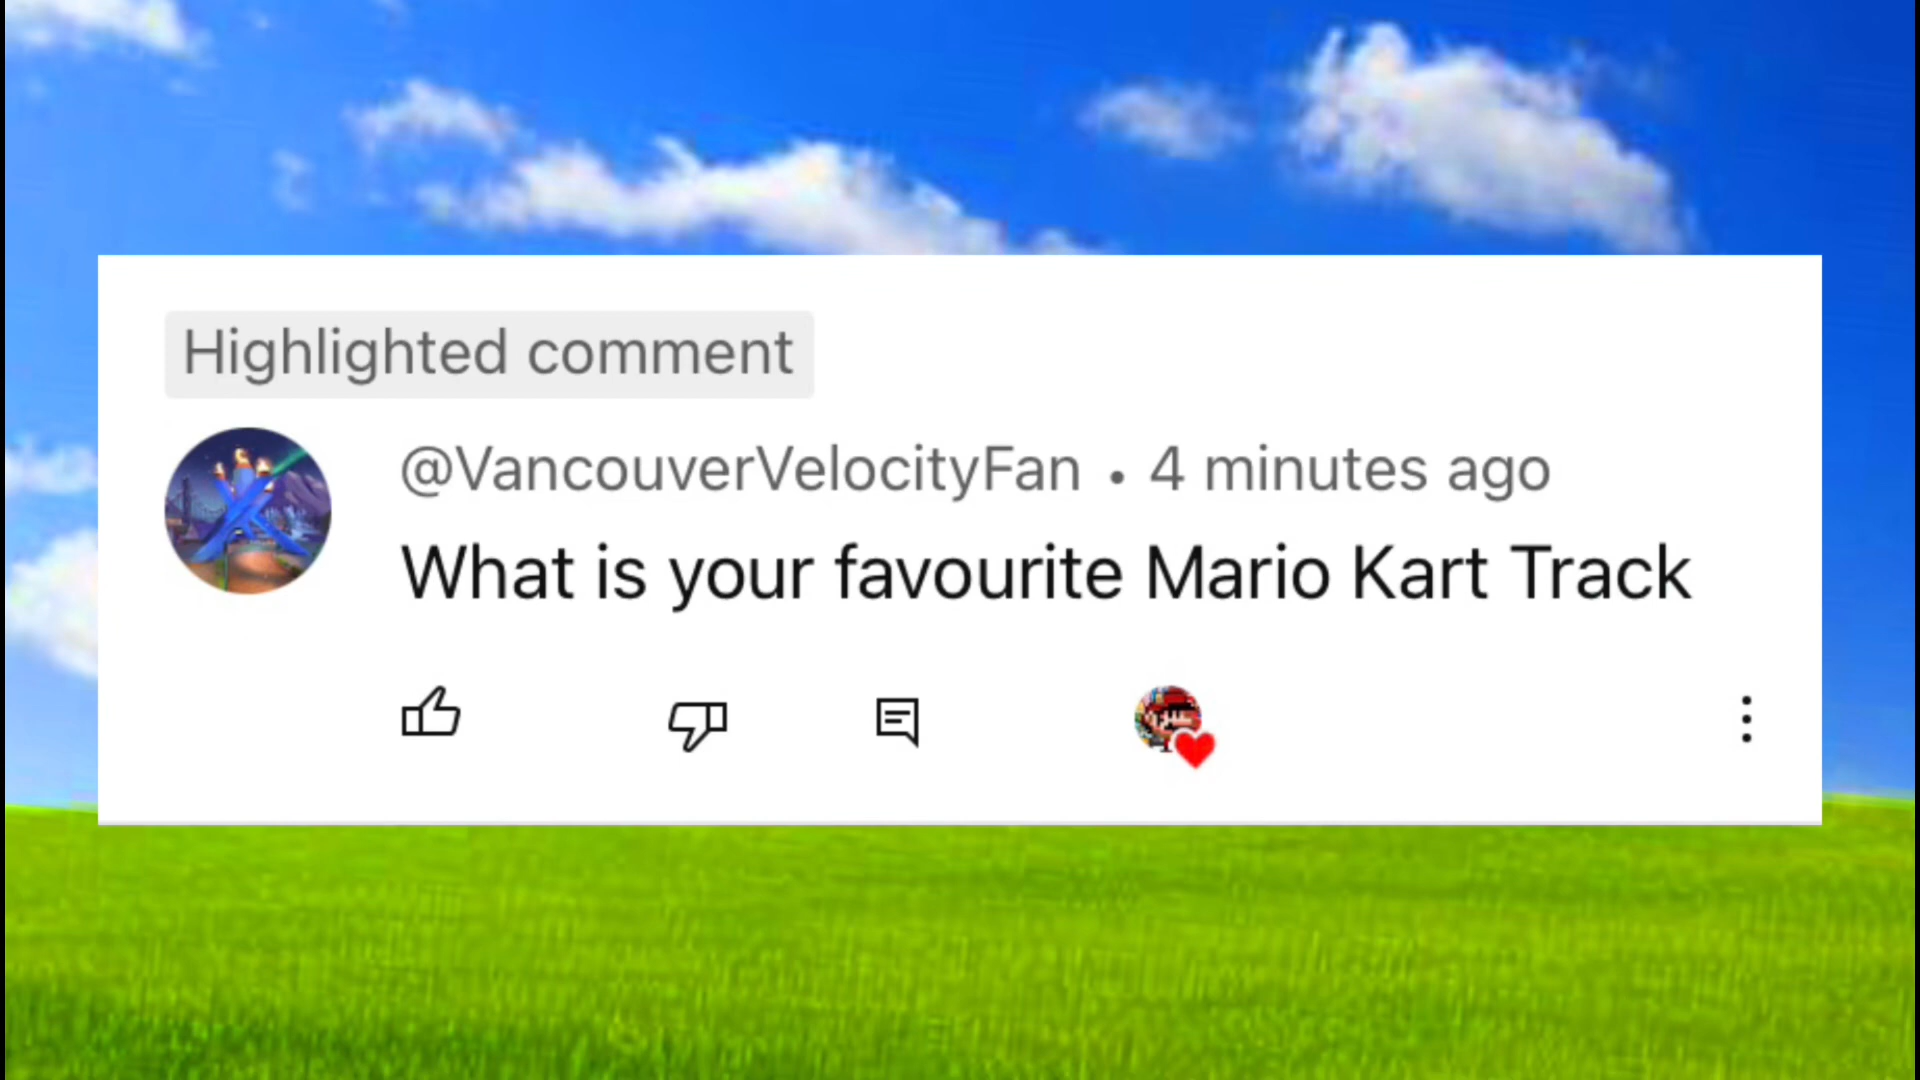 Highlighted comment
@VancouverVelocityFan • 4 minutes ago
What is your favourite Mario Kart Track